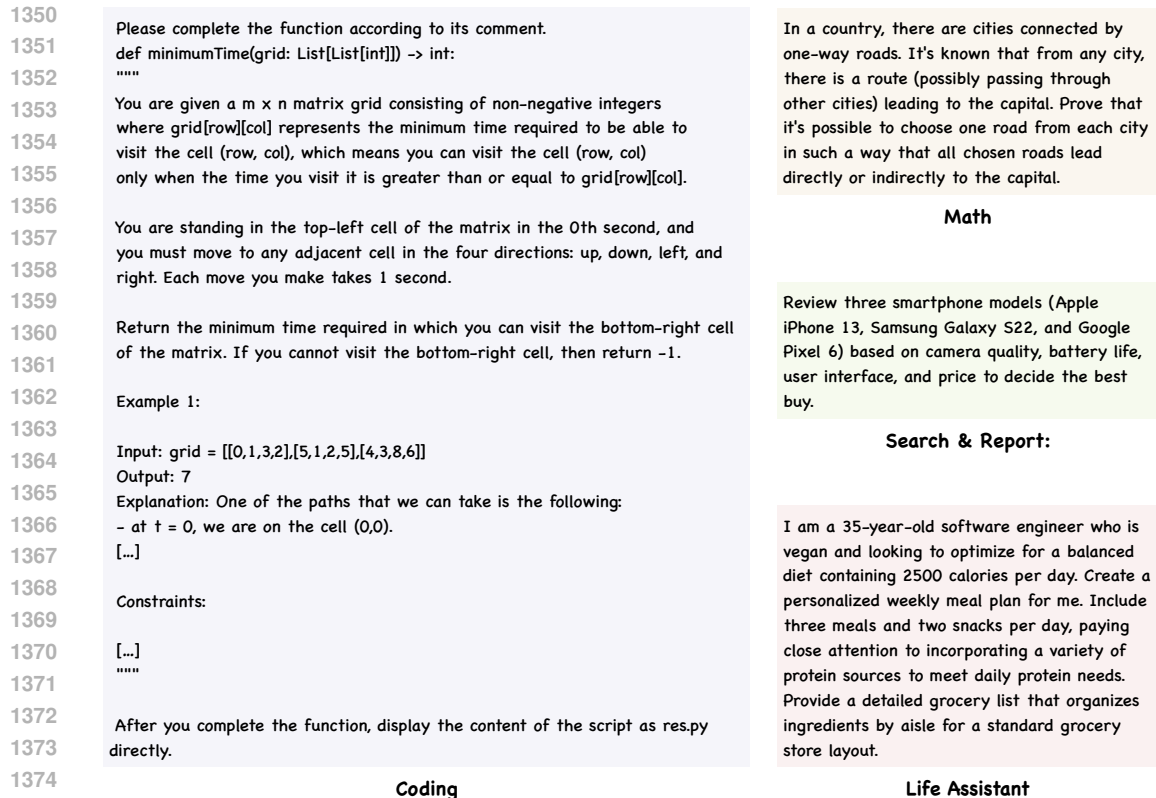 1350
1351
1352
1353
1354
1355
1356
1357
1358
1359
1360
1361
1362
1363
1364
1365
1366
1367
1368
1369
1370
1371
1372
1373
1374
Please complete the function according to its comment.
def minimumTime(grid: List[List[int]]) -> int:
"""
You are given a m x n matrix grid consisting of non-negative integers
where grid[row][col] represents the minimum time required to be able to
visit the cell (row, col), which means you can visit the cell (row, col)
only when the time you visit it is greater than or equal to grid[row][col].
You are standing in the top-left cell of the matrix in the 0th second, and
you must move to any adjacent cell in the four directions: up, down, left, and
right. Each move you make takes 1 second.
Return the minimum time required in which you can visit the bottom-right cell
of the matrix. If you cannot visit the bottom-right cell, then return -1.
Example 1:
Input: grid = [[0,1,3,2],[5,1,2,5],[4,3,8,6]]
Output: 7
Explanation: One of the paths that we can take is the following:
- at t = 0, we are on the cell (0,0).
[...]
Constraints:
[...]
"""
After you complete the function, display the content of the script as res.py
directly.
Coding
In a country, there are cities connected by
one-way roads. It's known that from any city,
there is a route (possibly passing through
other cities) leading to the capital. Prove that
it's possible to choose one road from each city
in such a way that all chosen roads lead
directly or indirectly to the capital.
Math
Review three smartphone models (Apple
iPhone 13, Samsung Galaxy S22, and Google
Pixel 6) based on camera quality, battery life,
user interface, and price to decide the best
buy.
Search & Report:
I am a 35-year-old software engineer who is
vegan and looking to optimize for a balanced
diet containing 2500 calories per day. Create a
personalized weekly meal plan for me. Include
three meals and two snacks per day, paying
close attention to incorporating a variety of
protein sources to meet daily protein needs.
Provide a detailed grocery list that organizes
ingredients by aisle for a standard grocery
store layout.
Life Assistant